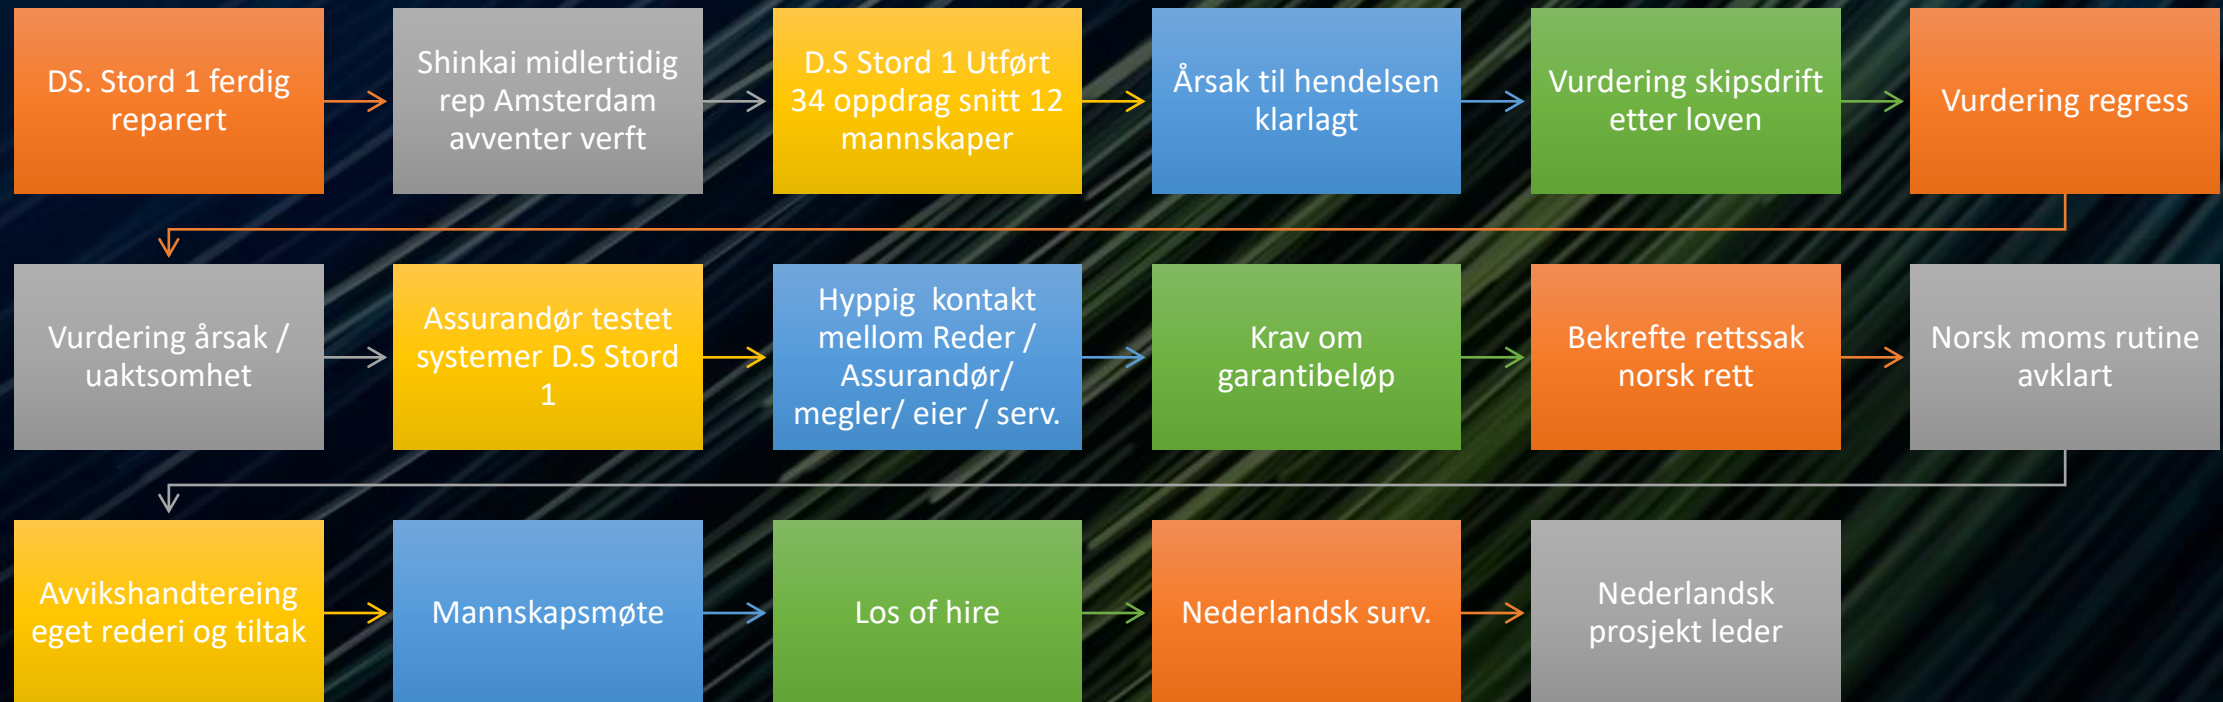 DS. Stord 1 ferdig
reparert
Shinkai midlertidig
rep Amsterdam
avventer verft
D.S Stord 1 Utført
34 oppdrag snitt 12
mannskaper
Årsak til hendelsen
klarlagt
Vurdering skipsdrift
etter loven
Vurdering regress
Vurdering årsak /
uaktsomhet
Assurandør testet
systemer D.S Stord
1
Hyppig kontakt
mellom Reder /
Assurandør/
megler/ eier / serv.
Krav om
garantibeløp
Bekrefte rettssak
norsk rett
Norsk moms rutine
avklart
Avvikshandtereing
eget rederi og tiltak
Mannskapsmøte
Los of hire
Nederlandsk surv.
Nederlandsk
prosjekt leder